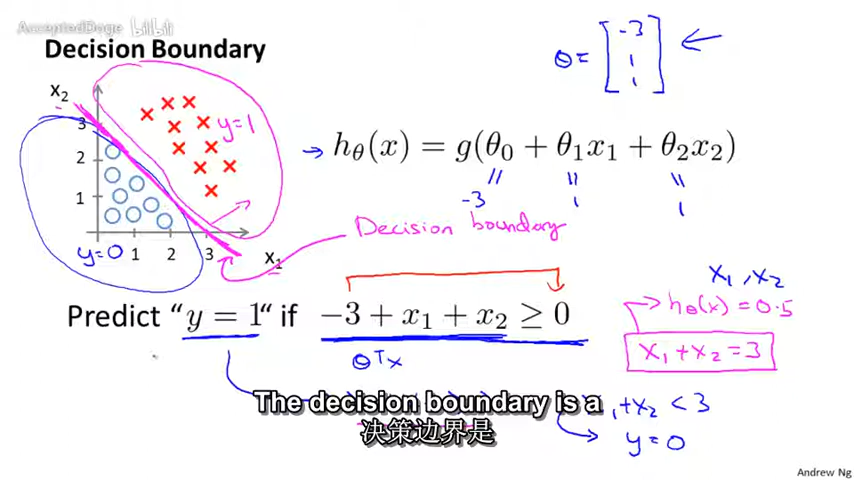 AcceptedDoge bilibili
Decision Boundary
θ = [-3 1 1]
x₂
3
2
1
y=1
y=0
1 2 3
x₁
hθ(x) = g(θ₀ + θ₁x₁ + θ₂x₂)
-3 1 1
Decision boundary
Predict “y = 1“ if −3 + x₁ + x₂ ≥ 0
θᵀx
x₁, x₂
hθ(x) = 0.5
x₁ + x₂ = 3
+x₂ < 3
y = 0
The decision boundary is a
决策边界是
Andrew Ng